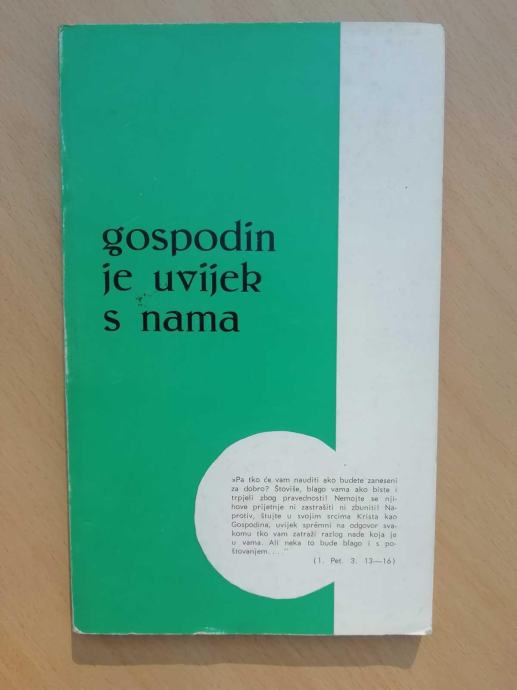 gospodin
je uvijek
s nama
»Pa tko će vam nauditi ako budete zaneseni
za dobro? Štoviše, blago vama ako biste i
trpjeli zbog pravednosti! Nemojte se nji-
hove prijetnje ni zastrašiti ni zbuniti! Na-
protiv, štujte u svojim srcima Krista kao
Gospodina, uvijek spremni na odgovor sva-
komu tko vam zatraži razlog nade koja je
u vama. Ali neka to bude blago i s po-
štovanjem....."
(1. Pet. 3. 13—16)